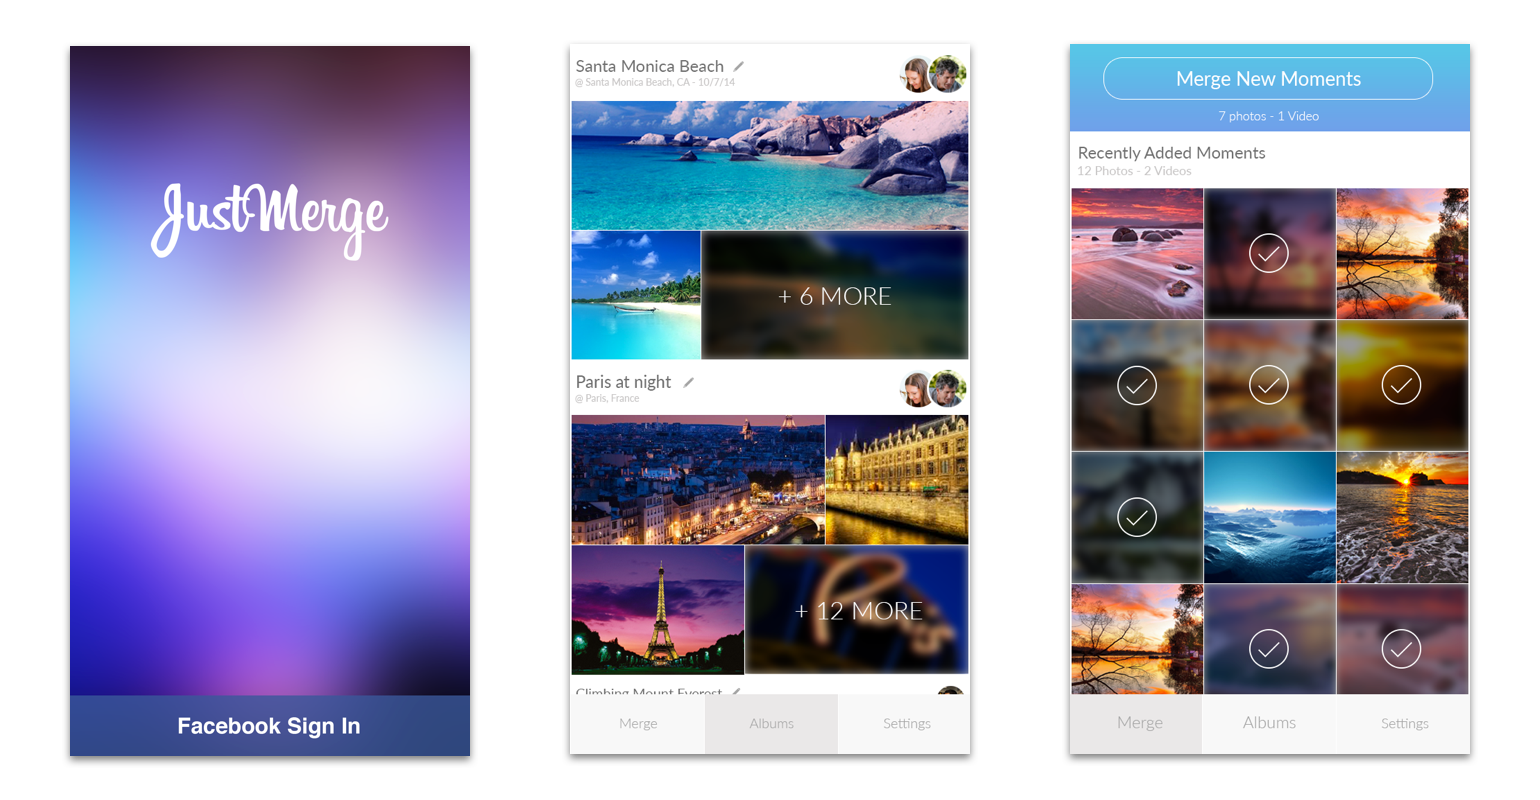 JustMerge
Facebook Sign In
Santa Monica Beach
@ Santa Monica Beach, CA - 10/7/14
+ 6 MORE
Paris at night
@ Paris, France
+ 12 MORE
Climbing Mount Everest
Merge
Albums
Settings
Merge New Moments
7 photos - 1 Video
Recently Added Moments
12 Photos - 2 Videos
Merge
Albums
Settings